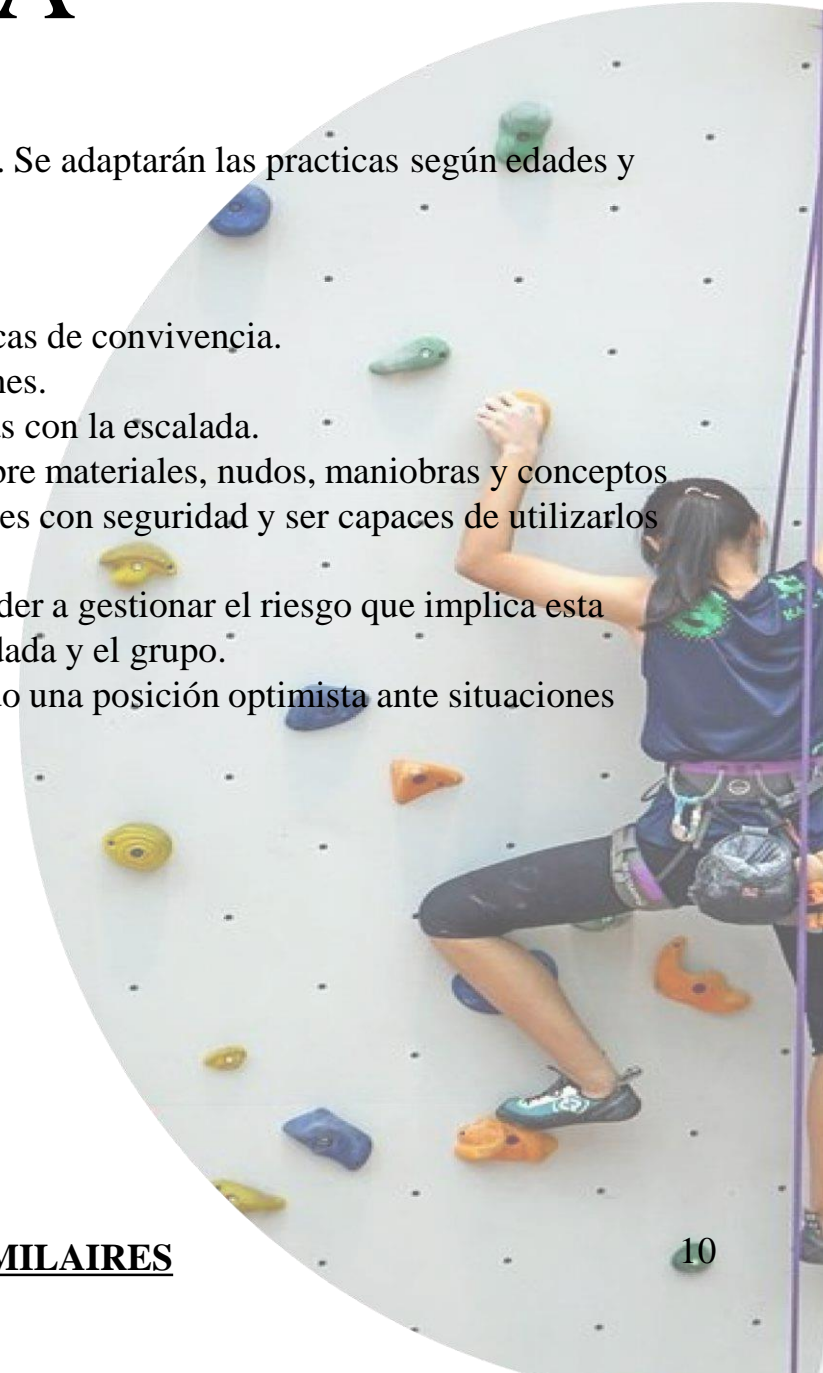 A
. Se adaptarán las practicas según edades y
cas de convivencia.
nes.
s con la escalada.
bre materiales, nudos, maniobras y conceptos
es con seguridad y ser capaces de utilizarlos
der a gestionar el riesgo que implica esta
dada y el grupo.
o una posición optimista ante situaciones
MILAIRES
10